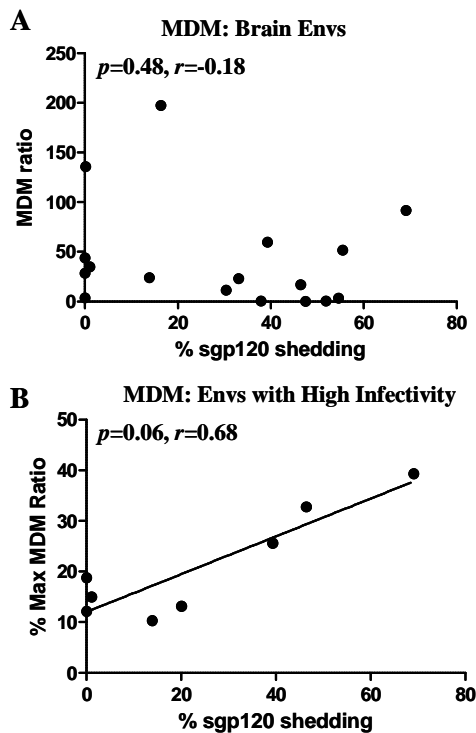 A
MDM: Brain Envs
p=0.48, r=-0.18
MDM ratio
250
200
150
100
50
0
0 20 40 60 80
% sgp120 shedding
B
MDM: Envs with High Infectivity
p=0.06, r=0.68
% Max MDM Ratio
50
40
30
20
10
0
0 20 40 60 80
% sgp120 shedding